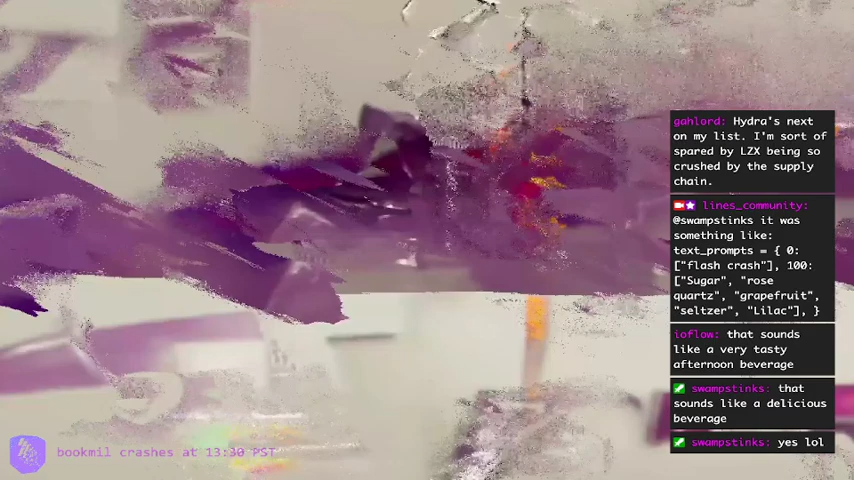 gahlord: Hydra's next
on my list. I'm sort of
spared by LZX being so
crushed by the supply
chain.
lines_community:
@swampstinks it was
something like:
text_prompts = { 0:
["flash crash"], 100:
["Sugar", "rose
quartz", "grapefruit",
"seltzer", "Lilac"], }
ioflow: that sounds
like a very tasty
afternoon beverage
swampstinks: that
sounds like a delicious
beverage
swampstinks: yes lol
bookmil crashes at 13:30 PST